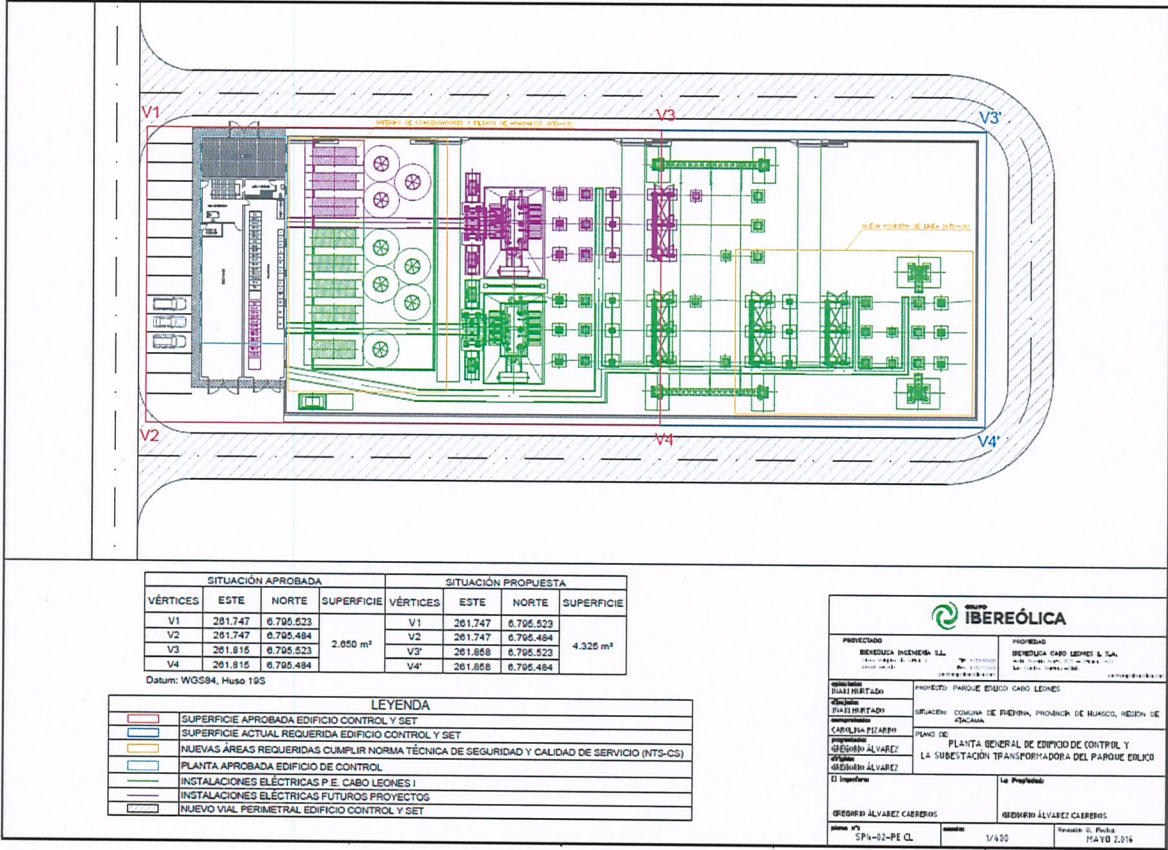 V1
V3
V3'
V2
V4
V4'
SITUACIÓN APROBADA SITUACIÓN PROPUESTA
VÉRTICES ESTE NORTE SUPERFICIE VÉRTICES ESTE NORTE SUPERFICIE
V1 261.747 6.795.523 V1 261.747 6.795.523
V2 261.747 6.795.484 V2 261.747 6.795.484
2.650 m² 4.325 m²
V3 261.815 6.795.523 V3' 261.858 6.795.523
V4 261.815 6.795.484 V4' 261.858 6.795.484
Datum: WGS84, Huso 19S
LEYENDA
SUPERFICIE APROBADA EDIFICIO CONTROL Y SET
SUPERFICIE ACTUAL REQUERIDA EDIFICIO CONTROL Y SET
NUEVAS ÁREAS REQUERIDAS CUMPLIR NORMA TÉCNICA DE SEGURIDAD Y CALIDAD DE SERVICIO (NTS-CS)
PLANTA APROBADA EDIFICIO DE CONTROL
INSTALACIONES ELÉCTRICAS P.E. CABO LEONES I
INSTALACIONES ELÉCTRICAS FUTUROS PROYECTOS
NUEVO VIAL PERIMETRAL EDIFICIO CONTROL Y SET
GRUPO
IBEREÓLICA
PROYECTADO
IBEREÓLICA INGENIERÍA S.L.
PROPIEDAD
IBEREÓLICA CABO LEONES I, S.A.
IÑAKI HURTADO
IÑAKI HURTADO
CAROLINA PIZARRO
GREGORIO ÁLVAREZ
GREGORIO ÁLVAREZ
PROYECTO: PARQUE EÓLICO CABO LEONES
SITUACIÓN: COMUNA DE FREIRINA, PROVINCIA DE HUASCO, REGIÓN DE ATACAMA.
PLANO DE:
PLANTA GENERAL DE EDIFICIO DE CONTROL Y
LA SUBESTACIÓN TRANSFORMADORA DEL PARQUE EÓLICO
El Ingeniero
GREGORIO ÁLVAREZ CABREROS
La Propiedad:
GREGORIO ÁLVAREZ CABREROS
plano nº:
SP4-02-PE CL
1/400
Revisión 0, Fecha:
MAYO 2.016